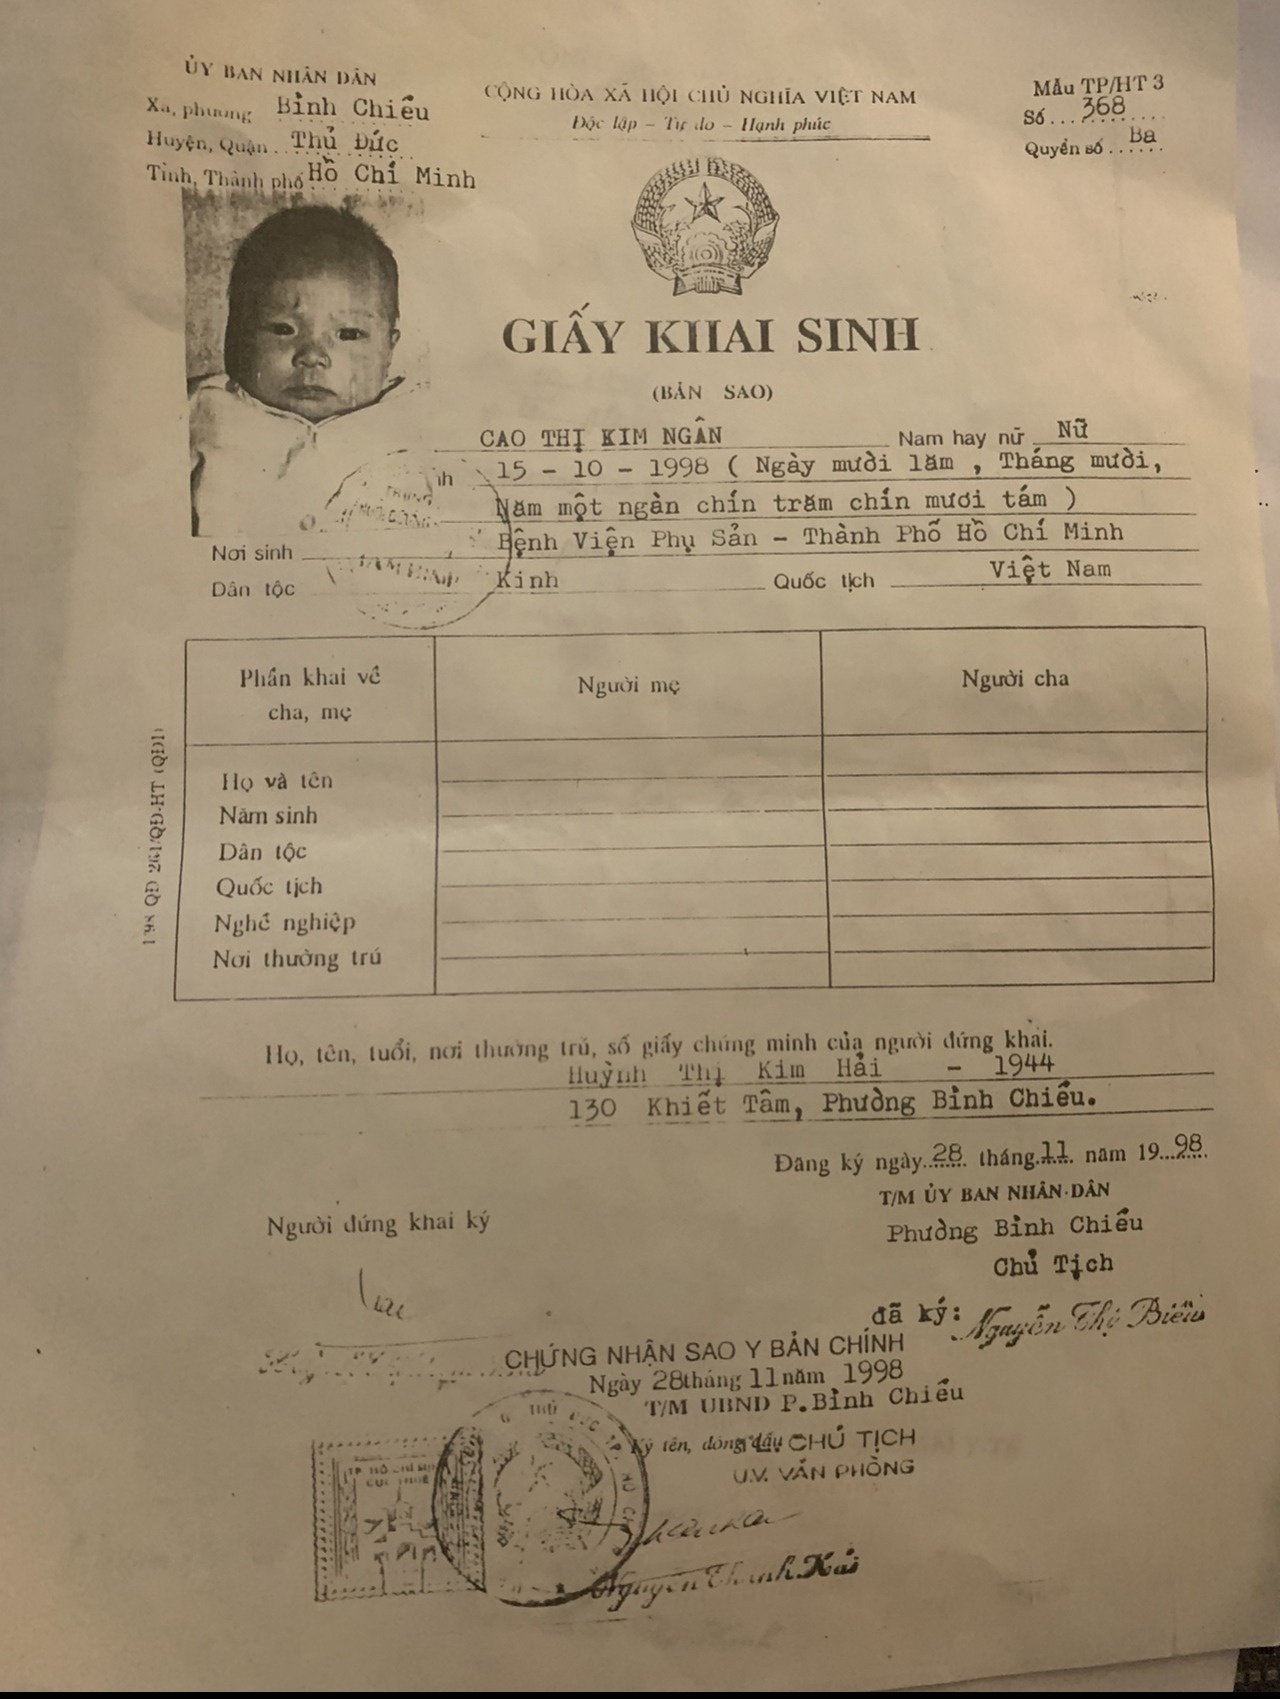 ỦY BAN NHÂN DÂN
Xã, phường Bình Chiểu
Huyện, Quận Thủ Đức
Tỉnh, Thành phố Hồ Chí Minh
CỘNG HÒA XÃ HỘI CHỦ NGHĨA VIỆT NAM
Độc lập - Tự do - Hạnh phúc
Mẫu TP/HT 3
Số 368
Quyển số Ba
GIẤY KHAI SINH
(BẢN SAO)
CAO THỊ KIM NGÂN Nam hay nữ Nữ
15 - 10 - 1998 ( Ngày mười lăm , Tháng mười,
Năm một ngàn chín trăm chín mươi tám )
Nơi sinh Bệnh Viện Phụ Sản - Thành Phố Hồ Chí Minh
Dân tộc Kinh Quốc tịch Việt Nam
Phần khai về cha, mẹ Người mẹ Người cha
Họ và tên
Năm sinh
Dân tộc
Quốc tịch
Nghề nghiệp
Nơi thường trú
Họ, tên, tuổi, nơi thường trú, số giấy chứng minh của người đứng khai.
Huỳnh Thị Kim Hải - 1944
130 Khiết Tâm, Phường Bình Chiểu.
Đăng ký ngày 28 tháng 11 năm 1998
T/M ỦY BAN NHÂN DÂN
Phường Bình Chiểu
Chủ Tịch
Người đứng khai ký
đã ký: Nguyễn Thị Biểu
CHỨNG NHẬN SAO Y BẢN CHÍNH
Ngày 28 tháng 11 năm 1998
T/M UBND P.Bình Chiểu
Ký tên, đóng dấu CHỦ TỊCH
U.V. VĂN PHÒNG